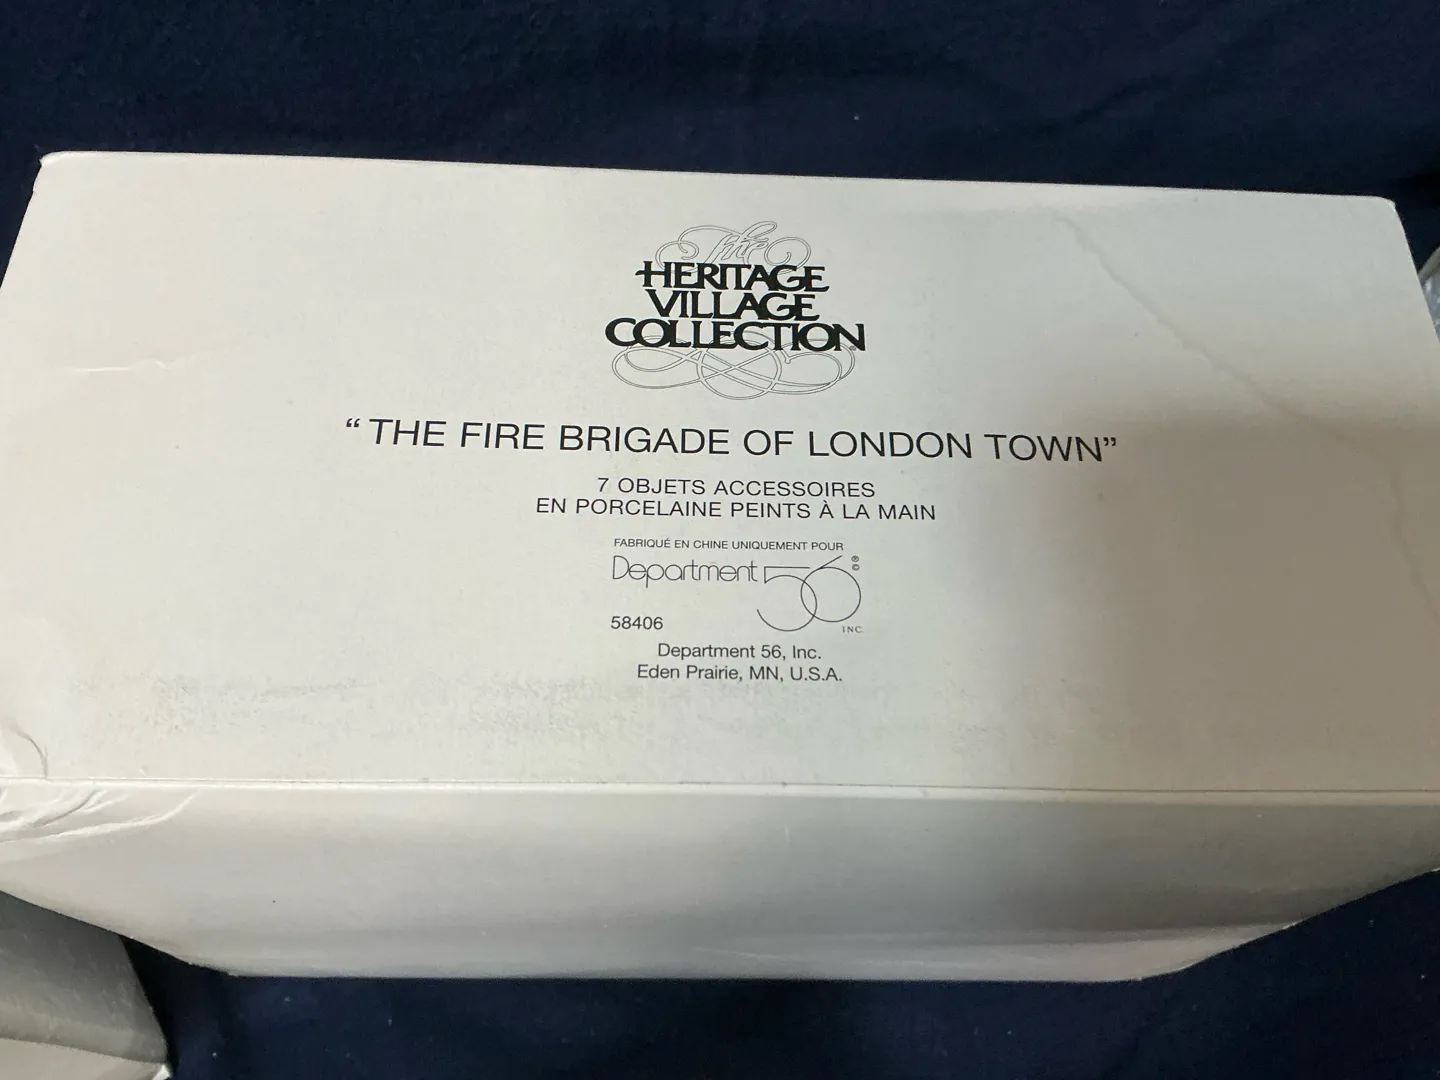 The
HERITAGE
VILLAGE
COLLECTION®
“THE FIRE BRIGADE OF LONDON TOWN”
7 OBJETS ACCESSOIRES
EN PORCELAINE PEINTS À LA MAIN
FABRIQUÉ EN CHINE UNIQUEMENT POUR
Department 56 ® ©
INC.
58406
Department 56, Inc.
Eden Prairie, MN, U.S.A.